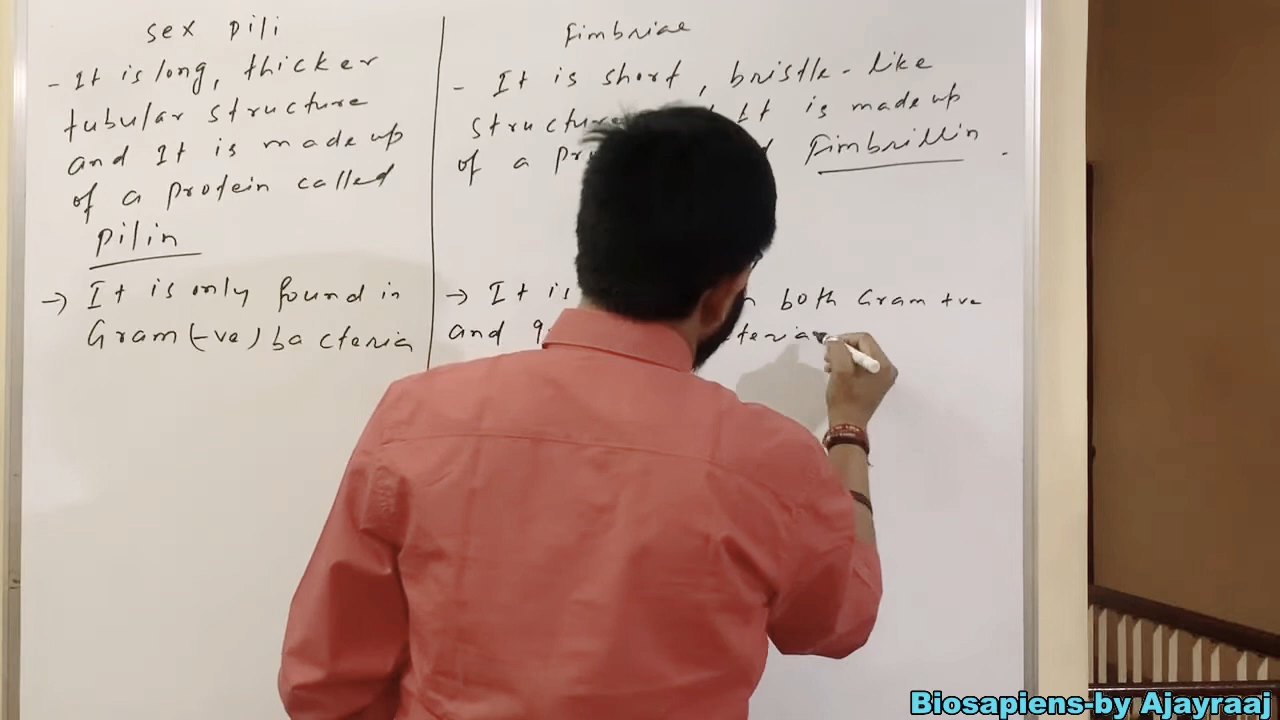 sex pili
- It is long, thicker
tubular structure
and It is made up
of a protein called
pilin
→ It is only found in
Gram (-ve) bacteria
Fimbriae
- It is short, bristle-like
structure It is made up
of a Fimbrillin.
→ It is both Gram +ve
and
Biosapiens-by Ajayraaj